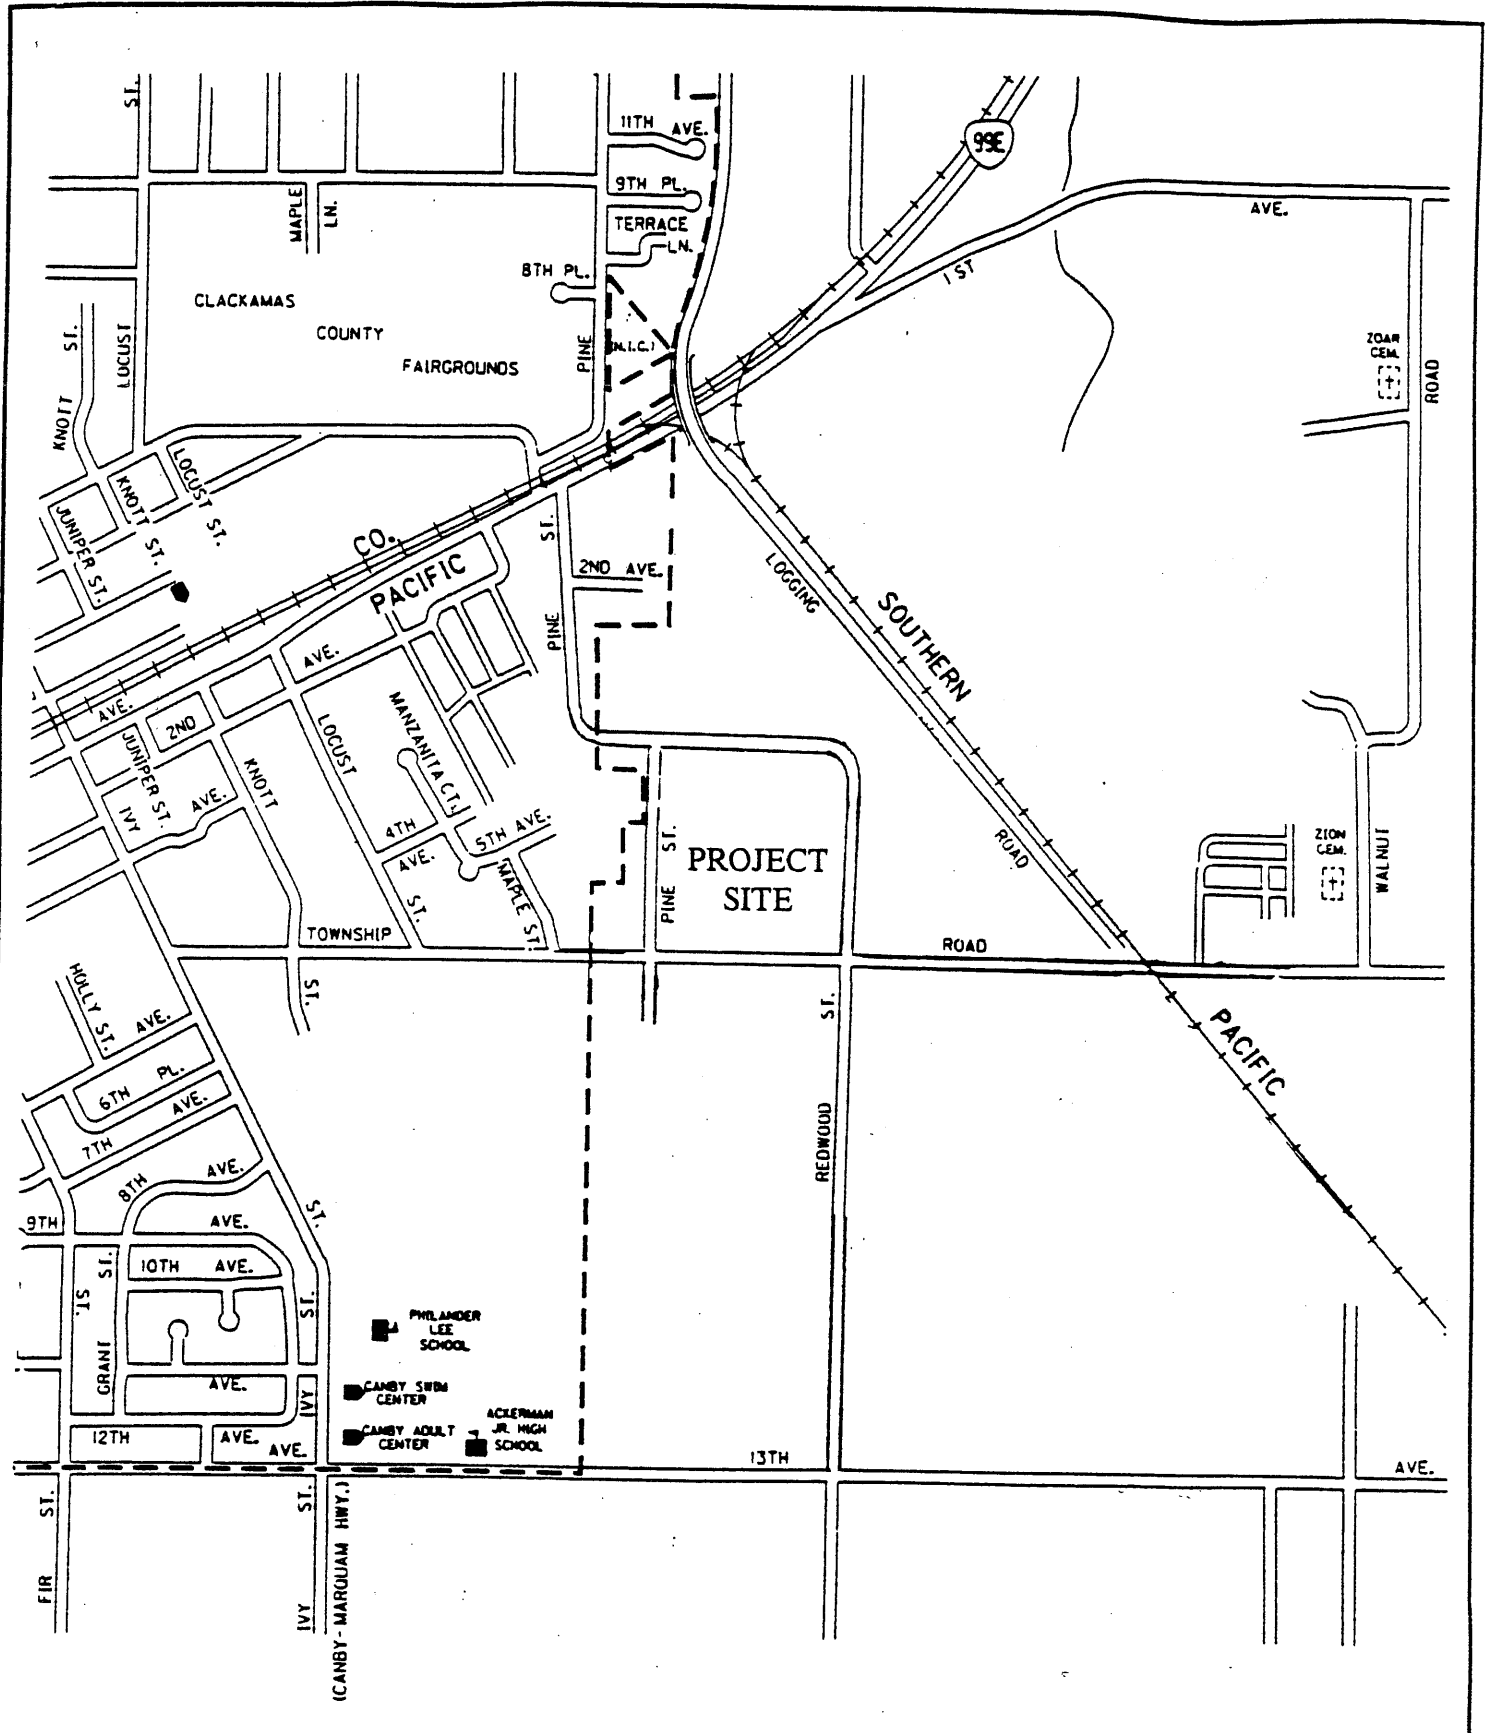 ST.
11TH AVE.
99E
9TH PL.
MAPLE
LN.
TERRACE
LN.
AVE.
8TH PL.
1ST
CLACKAMAS
COUNTY
FAIRGROUNDS
ST.
LOCUST
PINE
(N.I.C.)
ZOAR
CEM.
ROAD
KNOTT
LOCUST ST.
KNOTT ST.
JUNIPER ST.
CO.
PACIFIC
ST.
2ND AVE.
PINE
LOGGING
SOUTHERN
AVE.
AVE.
2ND
JUNIPER ST.
IVY
AVE.
KNOTT
LOCUST
MANZANITA CT.
4TH
AVE.
5TH AVE.
MAPLE ST.
ST.
ST.
PINE
PROJECT
SITE
ROAD
ZION
CEM.
WALNUT
TOWNSHIP
ROAD
HOLLY ST.
AVE.
ST.
ST.
PACIFIC
6TH PL.
7TH AVE.
REDWOOD
8TH AVE.
ST.
9TH AVE.
ST.
10TH AVE.
ST.
ST.
GRANT
PHILANDER
LEE
SCHOOL
AVE.
IVY
CANBY SWIM
CENTER
12TH AVE.
AVE.
CANBY ADULT
CENTER
ACKERMAN
JR. HIGH
SCHOOL
13TH
AVE.
ST.
ST.
FIR
IVY
(CANBY-MARQUAM HWY.)